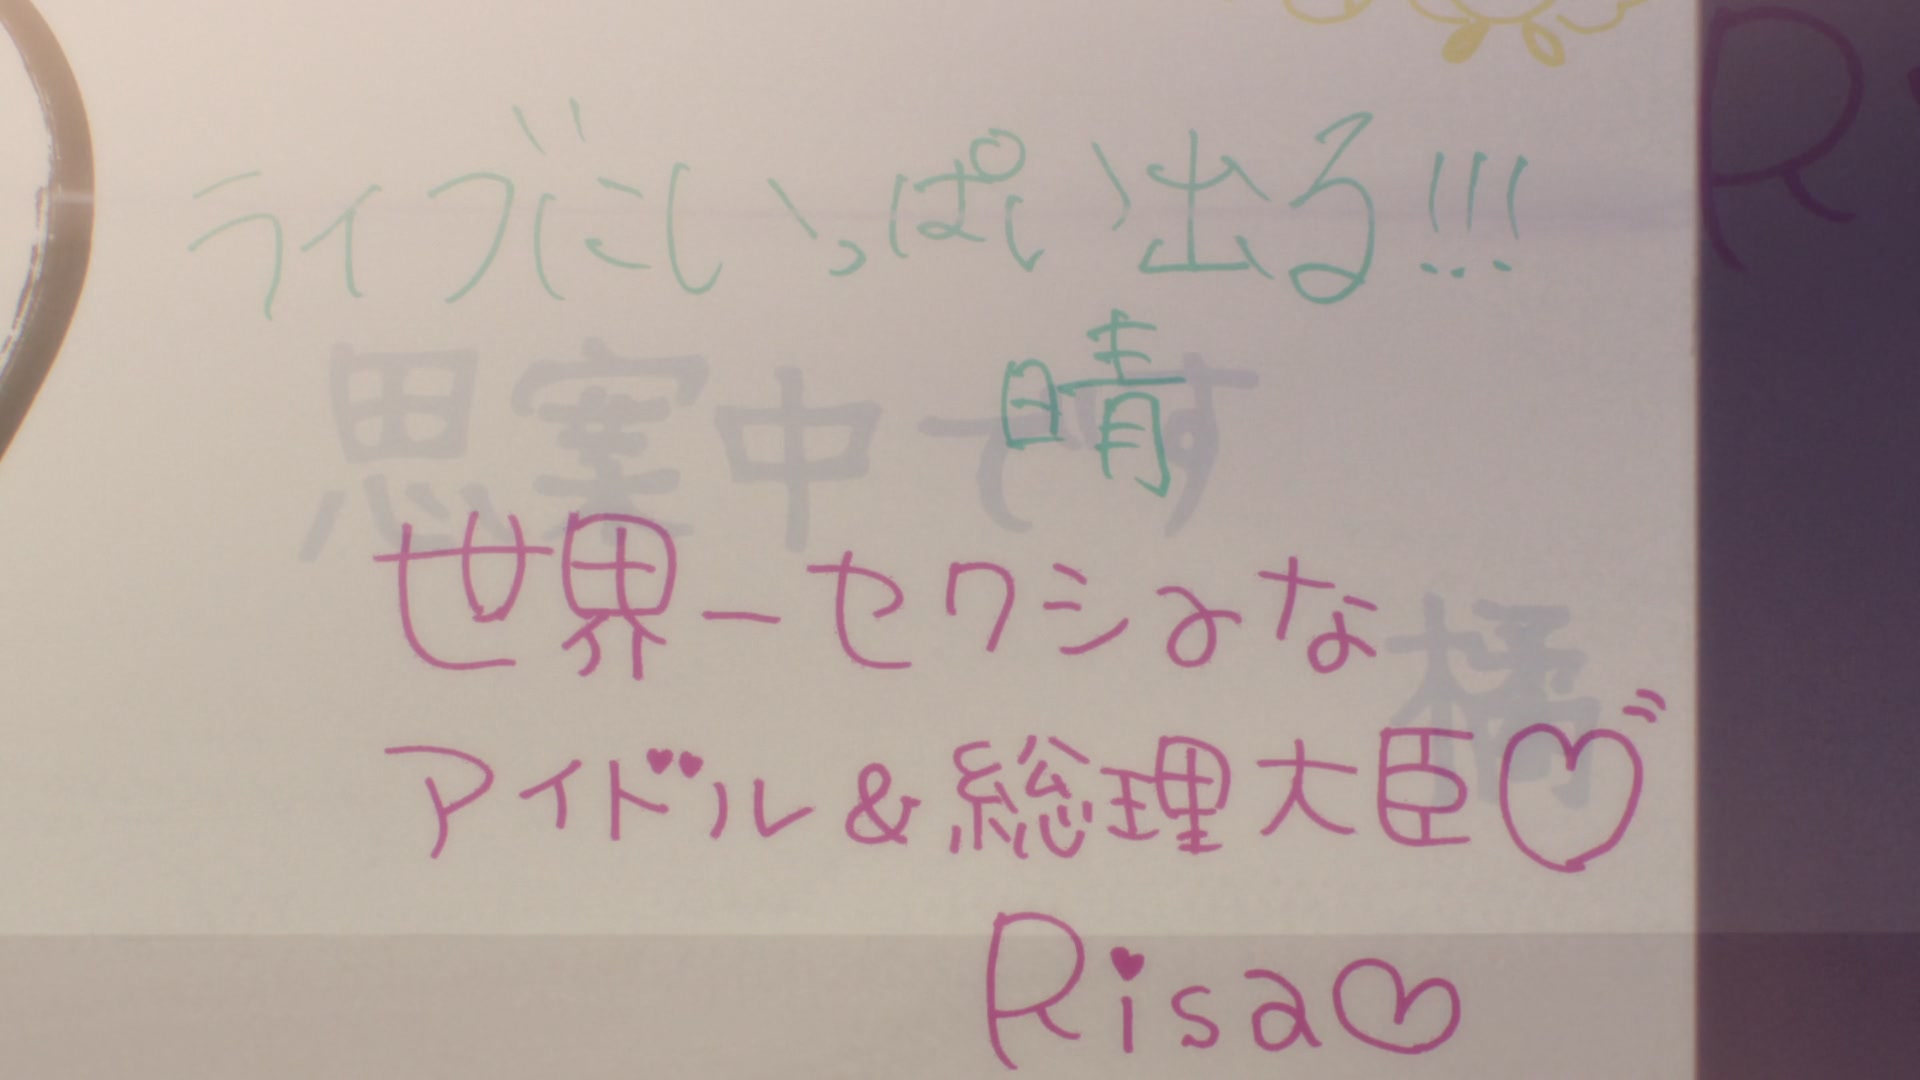 ライブにいっぱい出る!!!
晴
思案中です
世界一セクシみな
橘
アイドル&総理大臣♡
Risa♡